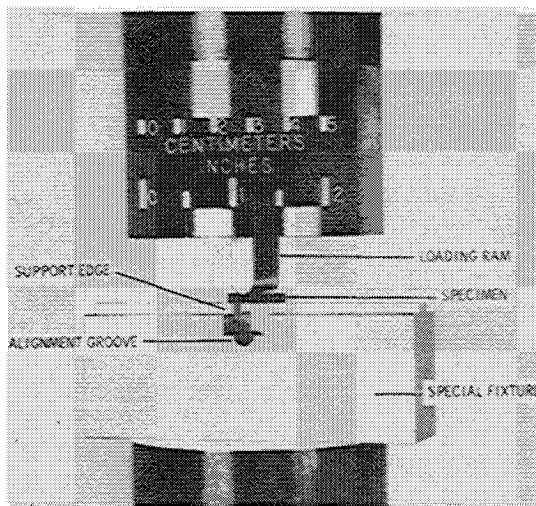 0 1 2 3 4 5
CENTIMETERS
INCHES
0 1 2
LOADING RAM
SUPPORT EDGE
SPECIMEN
ALIGNMENT GROOVE
SPECIAL FIXTURE